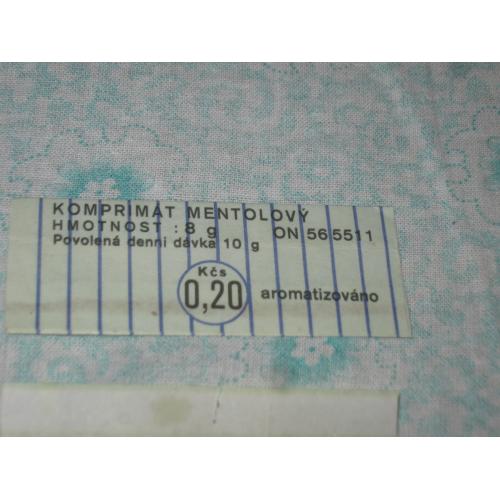 KOMPRIMÁT MENTOLOVÝ
HMOTNOST : 8 g ON 56 5511
Povolená denní dávka 10 g
Kčs
0,20 aromatizováno